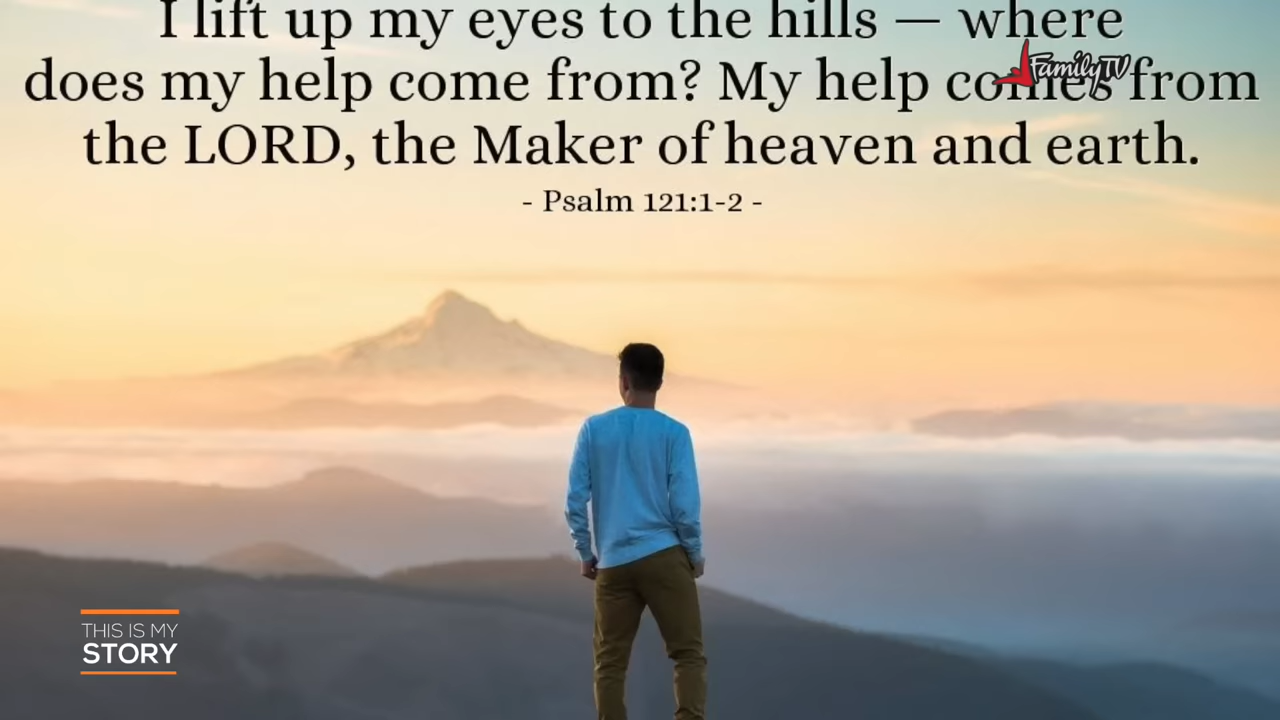 I lift up my eyes to the hills — where
does my help come from? My help comes from
the LORD, the Maker of heaven and earth.
- Psalm 121:1-2 -
FamilyTV
THIS IS MY
STORY